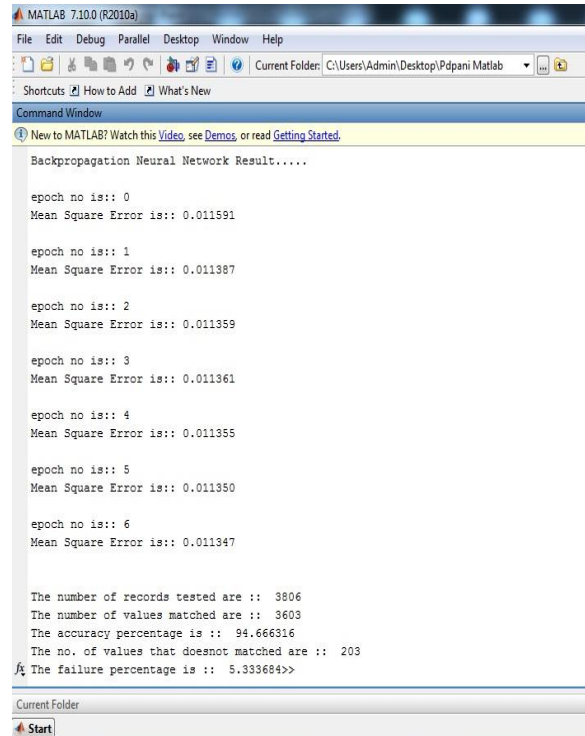 MATLAB 7.10.0 (R2010a)
File Edit Debug Parallel Desktop Window Help
Current Folder: C:\Users\Admin\Desktop\Pdpani Matlab
Shortcuts How to Add What's New
Command Window
New to MATLAB? Watch this Video, see Demos, or read Getting Started.
Backpropagation Neural Network Result.....
epoch no is:: 0
Mean Square Error is:: 0.011591
epoch no is:: 1
Mean Square Error is:: 0.011387
epoch no is:: 2
Mean Square Error is:: 0.011359
epoch no is:: 3
Mean Square Error is:: 0.011361
epoch no is:: 4
Mean Square Error is:: 0.011355
epoch no is:: 5
Mean Square Error is:: 0.011350
epoch no is:: 6
Mean Square Error is:: 0.011347
The number of records tested are :: 3806
The number of values matched are :: 3603
The accuracy percentage is :: 94.666316
The no. of values that doesnot matched are :: 203
fx The failure percentage is :: 5.333684>>
Current Folder
Start